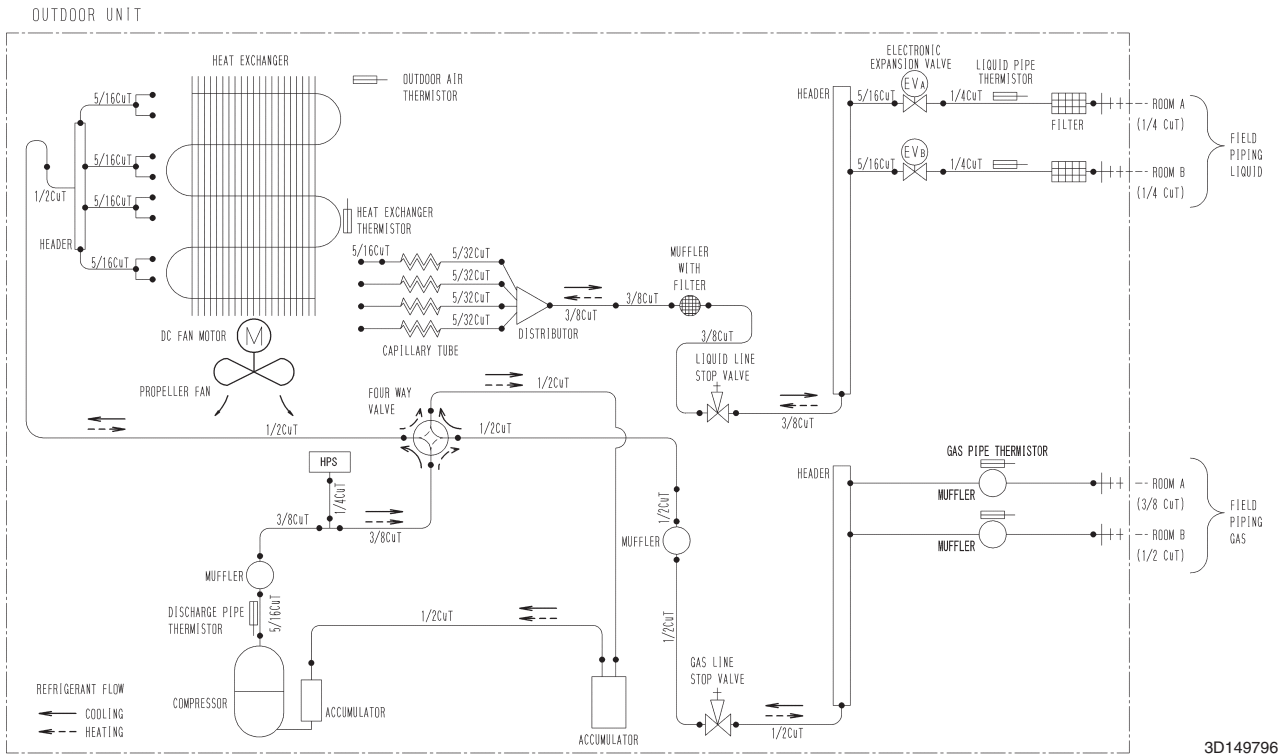 OUTDOOR UNIT
HEAT EXCHANGER
OUTDOOR AIR
THERMISTOR
5/16CuT
5/16CuT
5/16CuT
5/16CuT
1/2CuT
HEADER
HEAT EXCHANGER
THERMISTOR
DC FAN MOTOR
M
PROPELLER FAN
5/16CuT
5/32CuT
5/32CuT
5/32CuT
5/32CuT
CAPILLARY TUBE
DISTRIBUTOR
3/8CuT
3/8CuT
MUFFLER
WITH
FILTER
3/8CuT
LIQUID LINE
STOP VALVE
3/8CuT
HEADER
ELECTRONIC
EXPANSION VALVE
LIQUID PIPE
THERMISTOR
5/16CuT
EVA
1/4CuT
FILTER
ROOM A
(1/4 CuT)
5/16CuT
EVB
1/4CuT
ROOM B
(1/4 CuT)
FIELD
PIPING
LIQUID
FOUR WAY
VALVE
1/2CuT
1/2CuT
1/2CuT
HPS
1/4CuT
3/8CuT
3/8CuT
MUFFLER
DISCHARGE PIPE
THERMISTOR
5/16CuT
COMPRESSOR
ACCUMULATOR
1/2CuT
ACCUMULATOR
1/2CuT
MUFFLER
1/2CuT
GAS LINE
STOP VALVE
1/2CuT
HEADER
GAS PIPE THERMISTOR
MUFFLER
ROOM A
(3/8 CuT)
MUFFLER
ROOM B
(1/2 CuT)
FIELD
PIPING
GAS
REFRIGERANT FLOW
COOLING
HEATING
3D149796